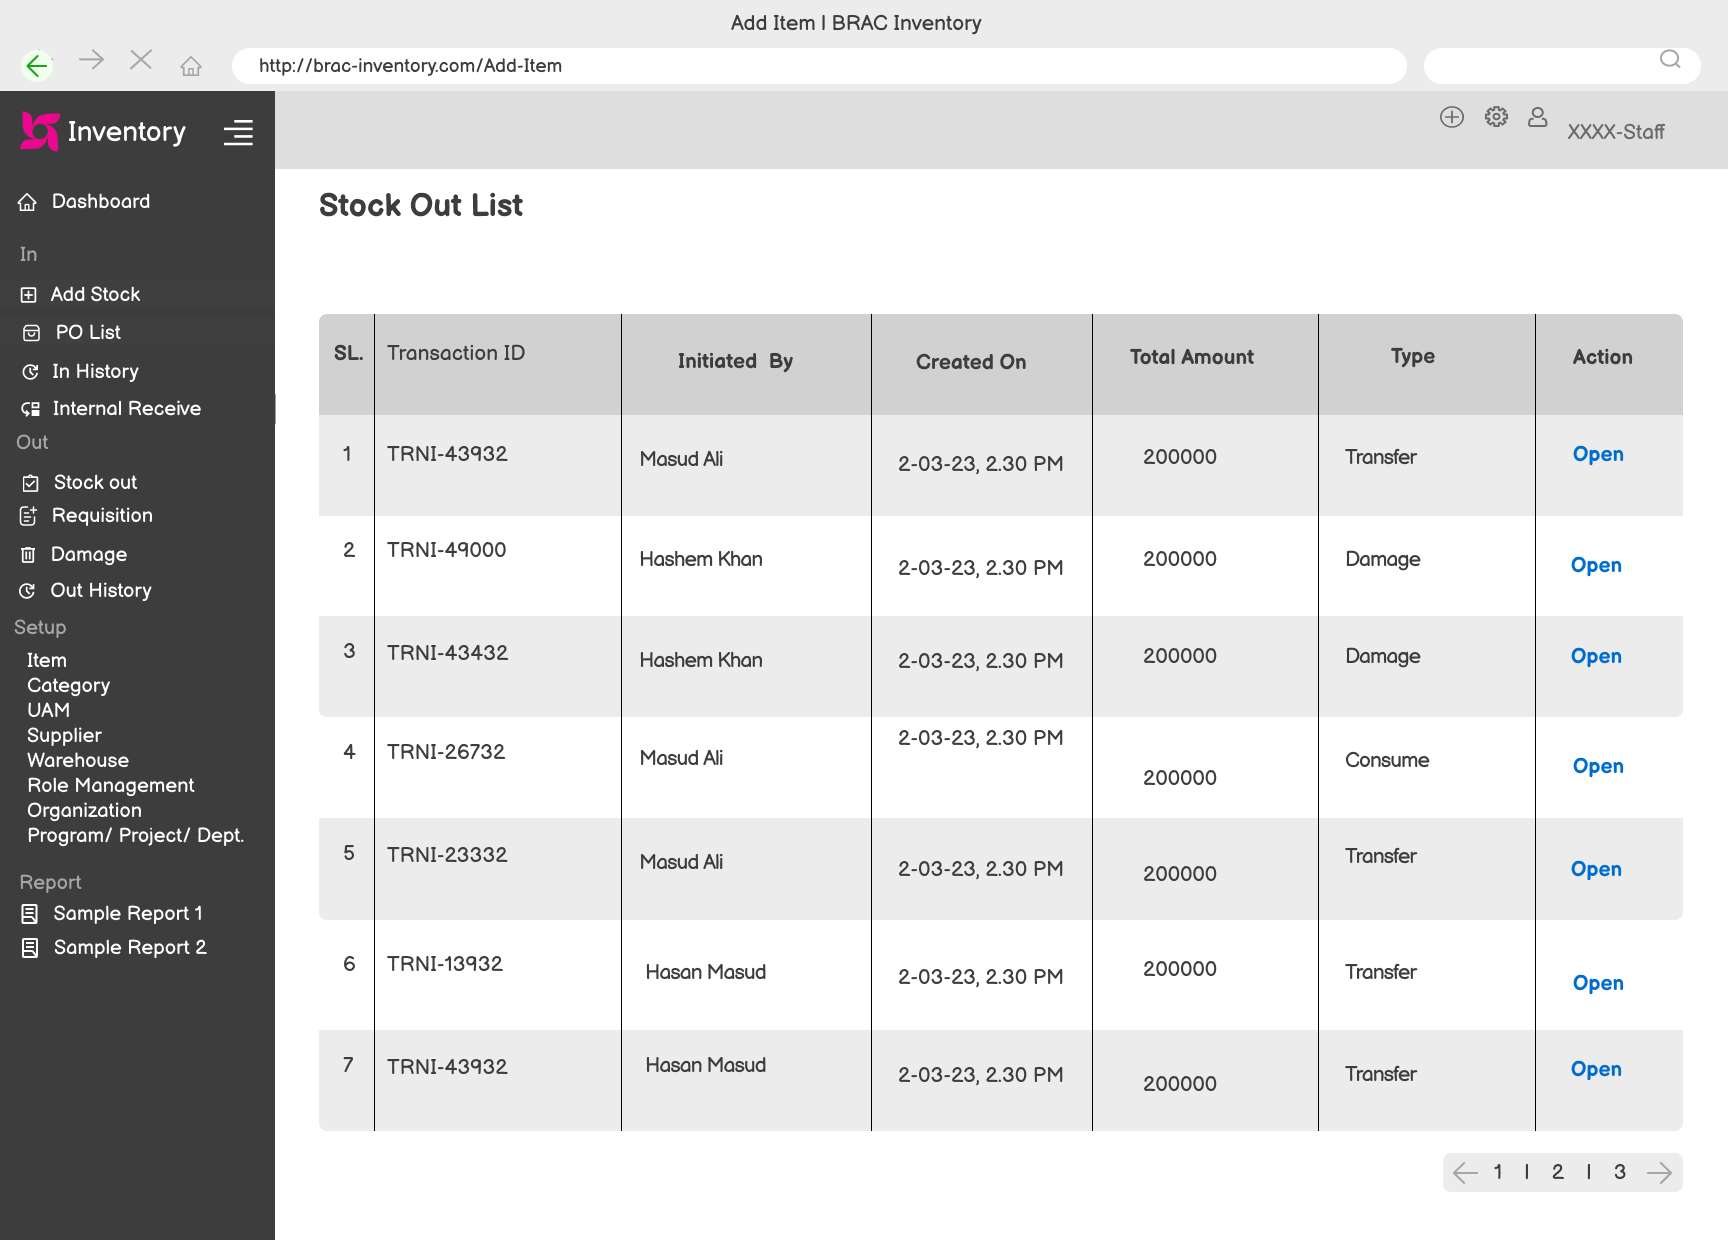 Add Item | BRAC Inventory
http://brac-inventory.com/Add-Item
Inventory
XXXX-Staff
Dashboard
In
Add Stock
PO List
In History
Internal Receive
Out
Stock out
Requisition
Damage
Out History
Setup
Item
Category
UAM
Supplier
Warehouse
Role Management
Organization
Program/ Project/ Dept.
Report
Sample Report 1
Sample Report 2
Stock Out List
SL. Transaction ID Initiated By Created On Total Amount Type Action
1 TRNI-43932 Masud Ali 2-03-23, 2.30 PM 200000 Transfer Open
2 TRNI-49000 Hashem Khan 2-03-23, 2.30 PM 200000 Damage Open
3 TRNI-43432 Hashem Khan 2-03-23, 2.30 PM 200000 Damage Open
4 TRNI-26732 Masud Ali 2-03-23, 2.30 PM 200000 Consume Open
5 TRNI-23332 Masud Ali 2-03-23, 2.30 PM 200000 Transfer Open
6 TRNI-13932 Hasan Masud 2-03-23, 2.30 PM 200000 Transfer Open
7 TRNI-43932 Hasan Masud 2-03-23, 2.30 PM 200000 Transfer Open
1 | 2 | 3